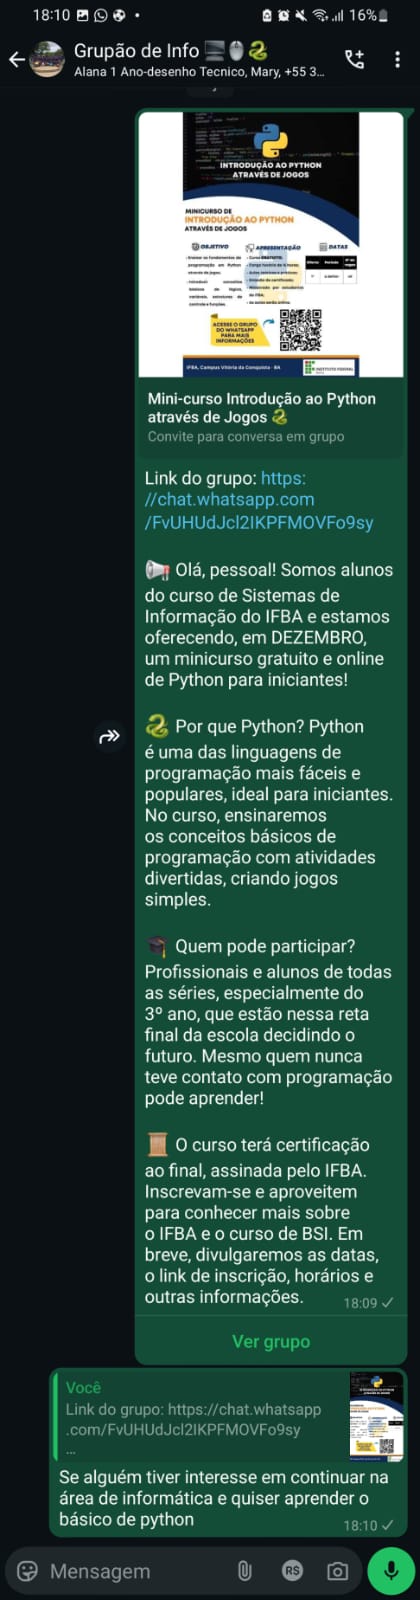 18:10
16%
Grupão de Info 🖥️🖱️🐍
Alana 1 Ano-desenho Tecnico, Mary, +55 3...
INTRODUÇÃO AO PYTHON
ATRAVÉS DE JOGOS
MINICURSO DE
INTRODUÇÃO AO PYTHON
ATRAVÉS DE JOGOS
OBJETIVO
APRESENTAÇÃO
DATAS
ACESSE O GRUPO
DO WHATSAPP
PARA MAIS
INFORMAÇÕES
IFBA, Campus Vitória da Conquista - BA
INSTITUTO FEDERAL
Mini-curso Introdução ao Python
através de Jogos 🐍
Convite para conversa em grupo
Link do grupo: https:
//chat.whatsapp.com
/FvUHUdJcl2IKPFMOVFo9sy
📢 Olá, pessoal! Somos alunos
do curso de Sistemas de
Informação do IFBA e estamos
oferecendo, em DEZEMBRO,
um minicurso gratuito e online
de Python para iniciantes!
🐍 Por que Python? Python
é uma das linguagens de
programação mais fáceis e
populares, ideal para iniciantes.
No curso, ensinaremos
os conceitos básicos de
programação com atividades
divertidas, criando jogos
simples.
🎓 Quem pode participar?
Profissionais e alunos de todas
as séries, especialmente do
3º ano, que estão nessa reta
final da escola decidindo o
futuro. Mesmo quem nunca
teve contato com programação
pode aprender!
📜 O curso terá certificação
ao final, assinada pelo IFBA.
Inscrevam-se e aproveitem
para conhecer mais sobre
o IFBA e o curso de BSI. Em
breve, divulgaremos as datas,
o link de inscrição, horários e
outras informações.
18:09
Ver grupo
Você
Link do grupo: https://chat.whatsapp
.com/FvUHUdJcl2IKPFMOVFo9sy
...
Se alguém tiver interesse em continuar na
área de informática e quiser aprender o
básico de python
18:10
Mensagem
RS